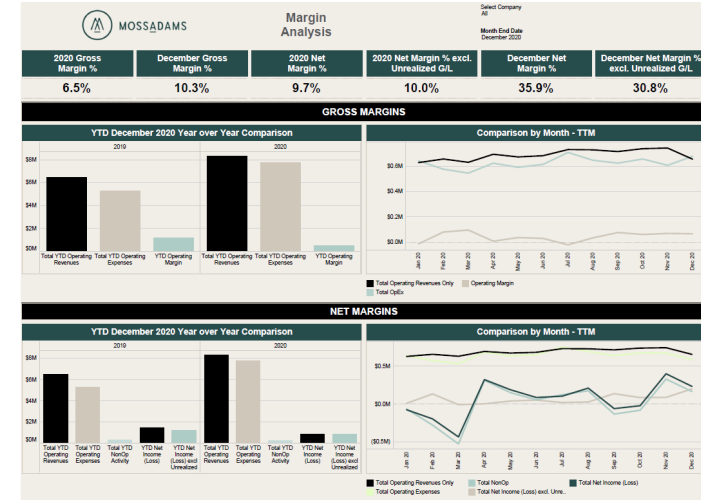 MOSSADAMS
Margin
Analysis
Select Company
All
Month End Date
December 2020
2020 Gross
Margin %
December Gross
Margin %
2020 Net
Margin %
2020 Net Margin % excl.
Unrealized G/L
December Net
Margin %
December Net Margin %
excl. Unrealized G/L
6.5%
10.3%
9.7%
10.0%
35.9%
30.8%
GROSS MARGINS
YTD December 2020 Year over Year Comparison
2019
2020
$8M
$6M
$4M
$2M
$0M
Total YTD Operating
Revenues
Total YTD Operating
Expenses
YTD Operating
Margin
Total YTD Operating
Revenues
Total YTD Operating
Expenses
YTD Operating
Margin
Comparison by Month - TTM
$0.6M
$0.4M
$0.2M
$0.0M
Jan 20
Feb 20
Mar 20
Apr 20
May 20
Jun 20
Jul 20
Aug 20
Sep 20
Oct 20
Nov 20
Dec 20
Total Operating Revenues Only
Operating Margin
Total OpEx
NET MARGINS
YTD December 2020 Year over Year Comparison
2019
2020
$8M
$6M
$4M
$2M
$0M
Total YTD
Operating
Revenues
Total YTD
Operating
Expenses
Total YTD
NonOp
Activity
YTD Net
Income
(Loss)
YTD Net
Income
(Loss) excl
Unrealized
Total YTD
Operating
Revenues
Total YTD
Operating
Expenses
Total YTD
NonOp
Activity
YTD Net
Income
(Loss)
YTD Net
Income
(Loss) excl
Unrealized
Comparison by Month - TTM
$0.5M
$0.0M
($0.5M)
Jan 20
Feb 20
Mar 20
Apr 20
May 20
Jun 20
Jul 20
Aug 20
Sep 20
Oct 20
Nov 20
Dec 20
Total Operating Revenues Only
Total NonOp
Total Net Income (Loss)
Total Operating Expenses
Total Net Income (Loss) excl. Unre...